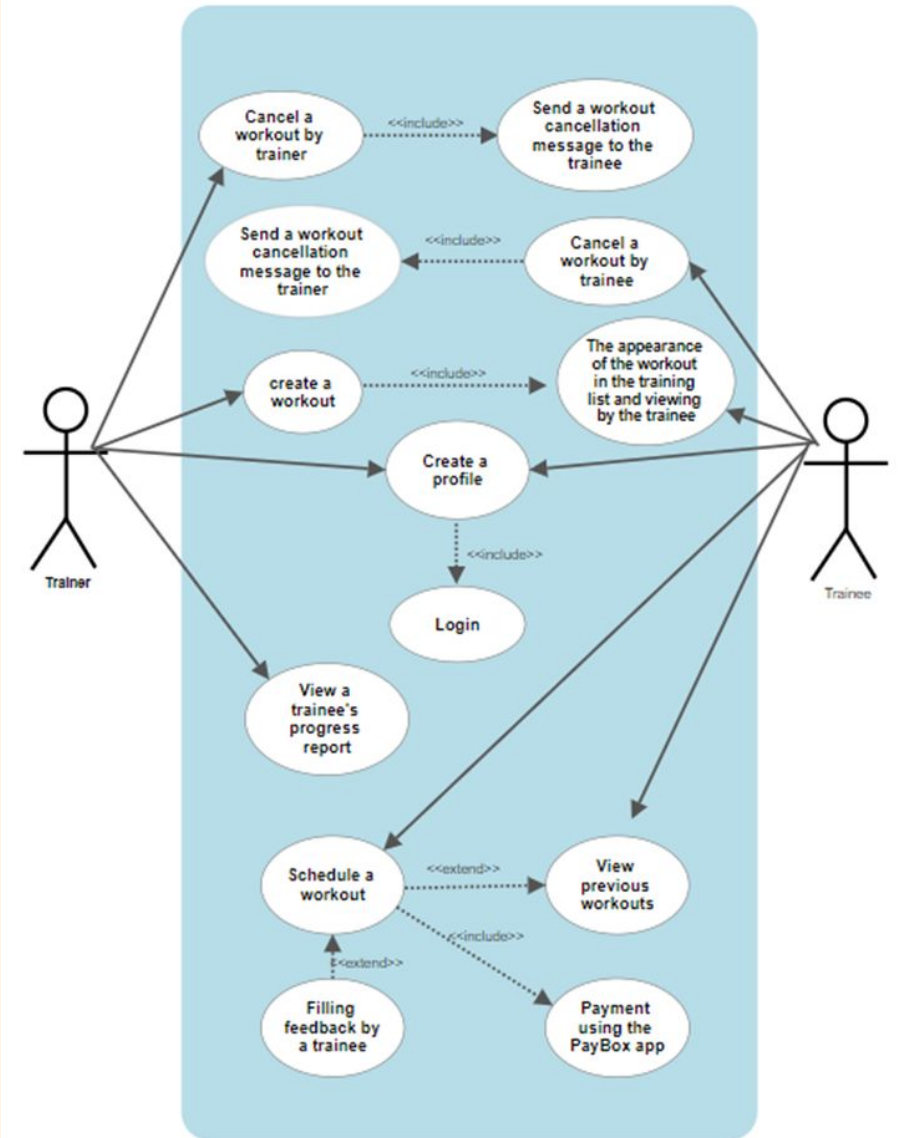 Cancel a
workout by
trainer
<<include>>
Send a workout
cancellation
message to the
trainee
Send a workout
cancellation
message to the
trainer
<<include>>
Cancel a
workout by
trainee
create a
workout
<<include>>
The appearance
of the workout
in the training
list and viewing
by the trainee
Create a
profile
<<include>>
Trainer
Trainee
Login
View a
trainee's
progress
report
Schedule a
workout
<<extend>>
View
previous
workouts
<<include>>
<<extend>>
Filling
feedback by
a trainee
Payment
using the
PayBox app